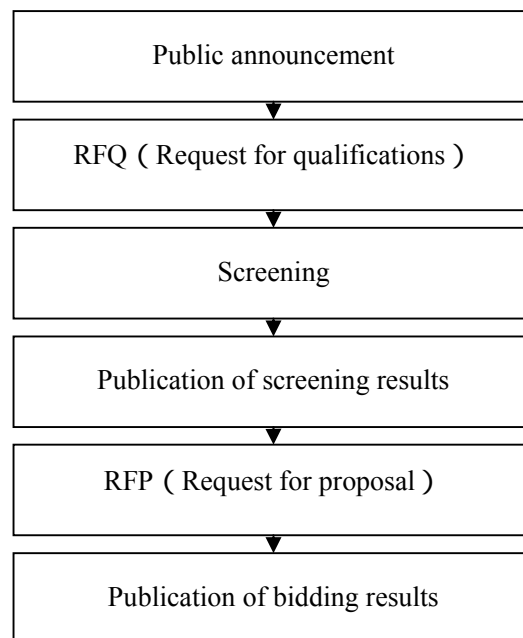 Public announcement
RFQ ( Request for qualifications )
Screening
Publication of screening results
RFP ( Request for proposal )
Publication of bidding results